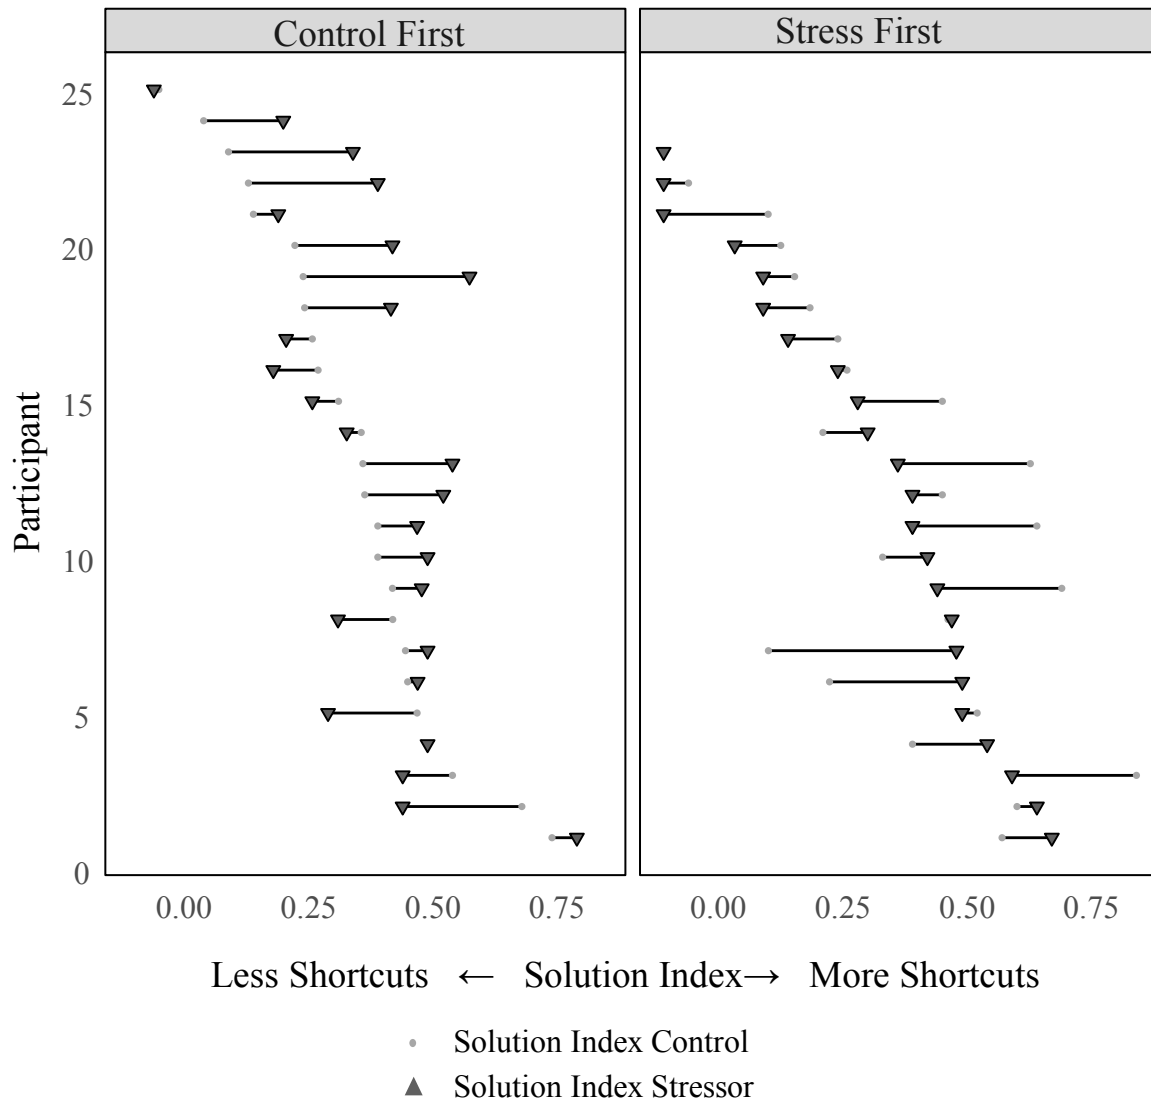 Control First
Stress First
25
20
15
10
5
0
Participant
0.00 0.25 0.50 0.75
0.00 0.25 0.50 0.75
Less Shortcuts ← Solution Index→ More Shortcuts
Solution Index Control
Solution Index Stressor